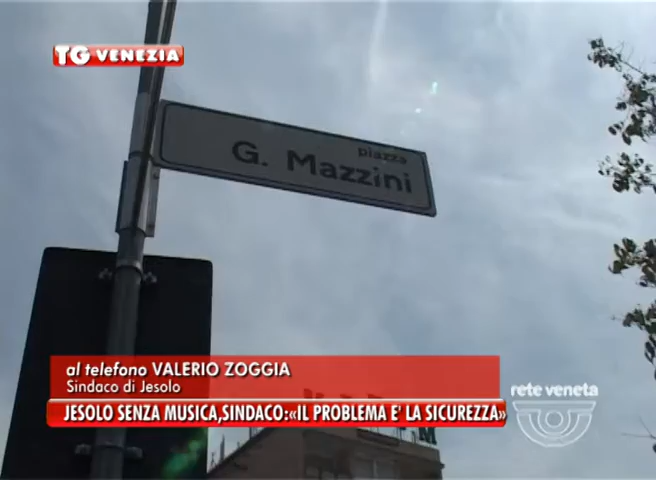 TG VENEZIA
piazza
G. Mazzini
al telefono VALERIO ZOGGIA
Sindaco di Jesolo
rete veneta
JESOLO SENZA MUSICA,SINDACO:«IL PROBLEMA E' LA SICUREZZA»